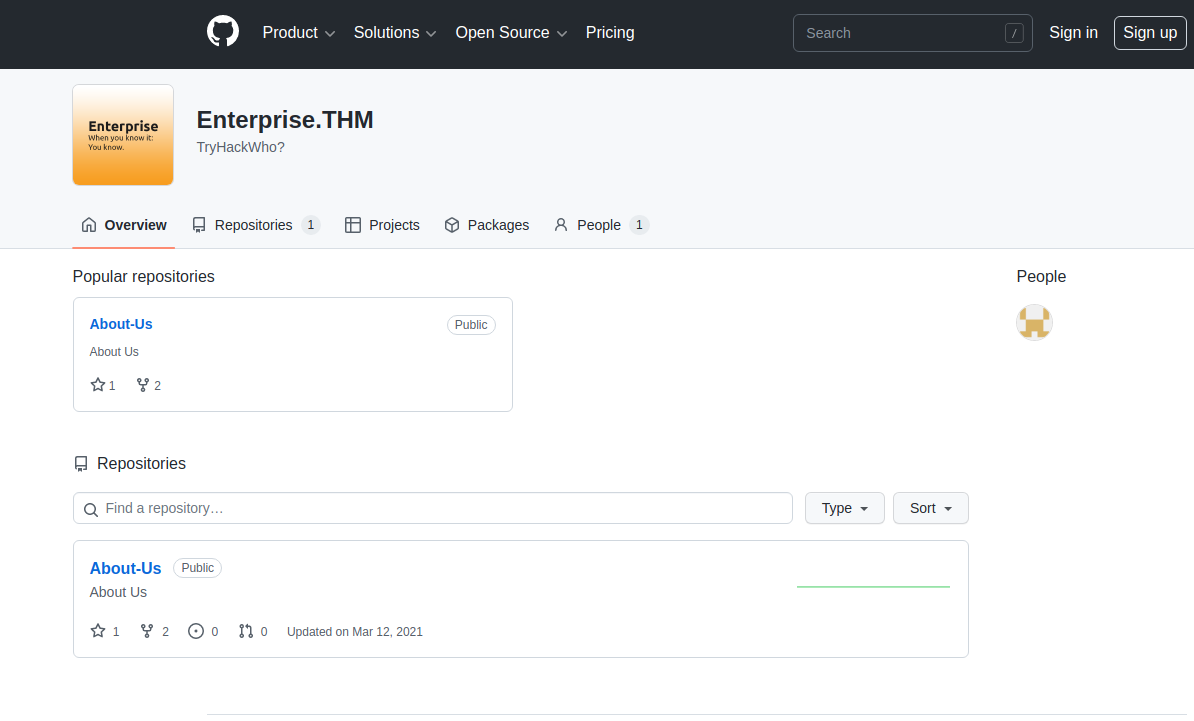 Product Solutions Open Source Pricing Search / Sign in Sign up
Enterprise
When you know it:
You know.
Enterprise.THM
TryHackWho?
Overview Repositories 1 Projects Packages People 1
Popular repositories
People
About-Us Public
About Us
1 2
Repositories
Find a repository… Type Sort
About-Us Public
About Us
1 2 0 0 Updated on Mar 12, 2021